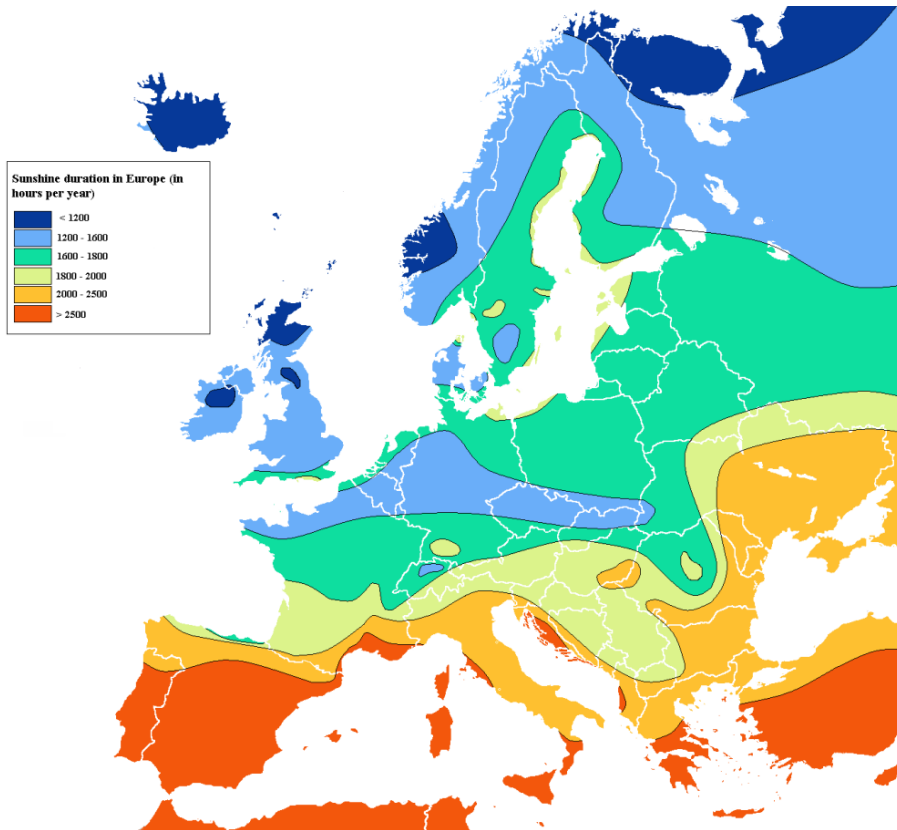 Sunshine duration in Europe (in
hours per year)
< 1200
1200 - 1600
1600 - 1800
1800 - 2000
2000 - 2500
> 2500